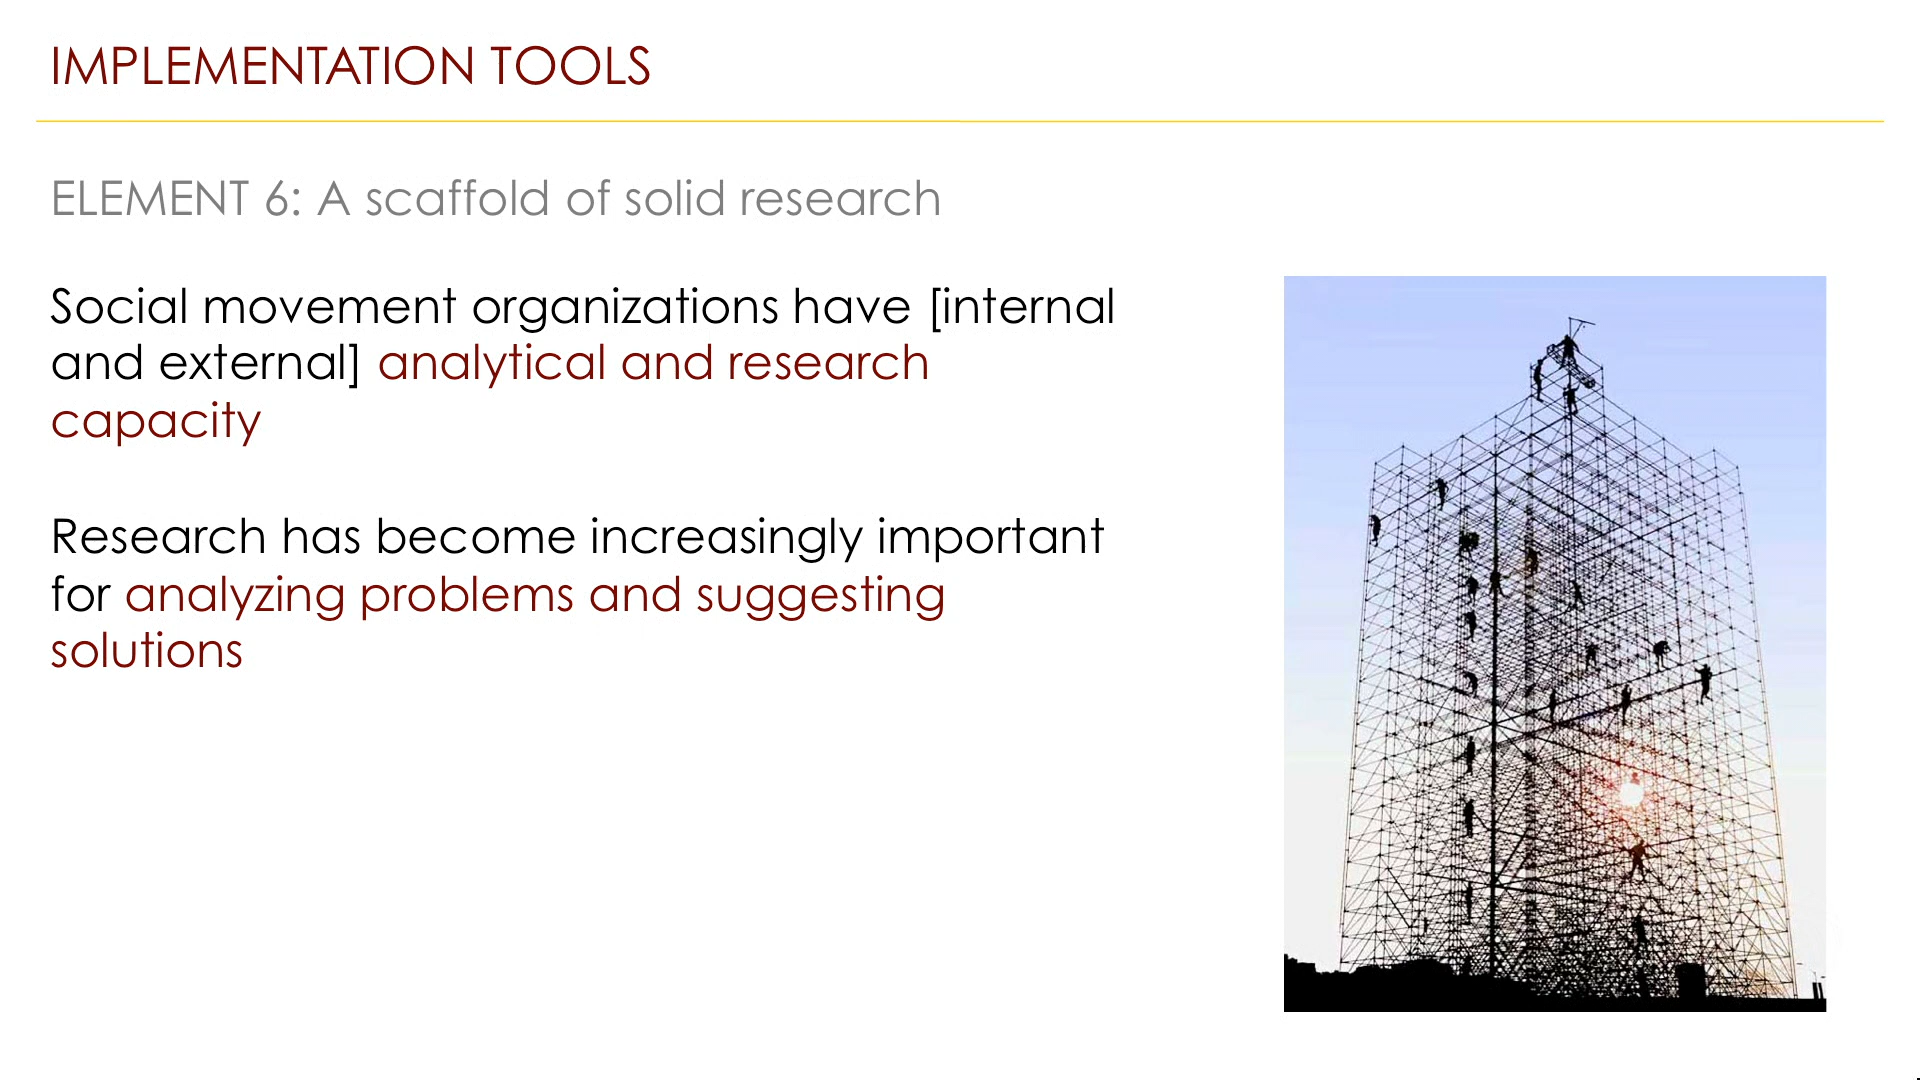 IMPLEMENTATION TOOLS
ELEMENT 6: A scaffold of solid research
Social movement organizations have [internal
and external] analytical and research
capacity
Research has become increasingly important
for analyzing problems and suggesting
solutions